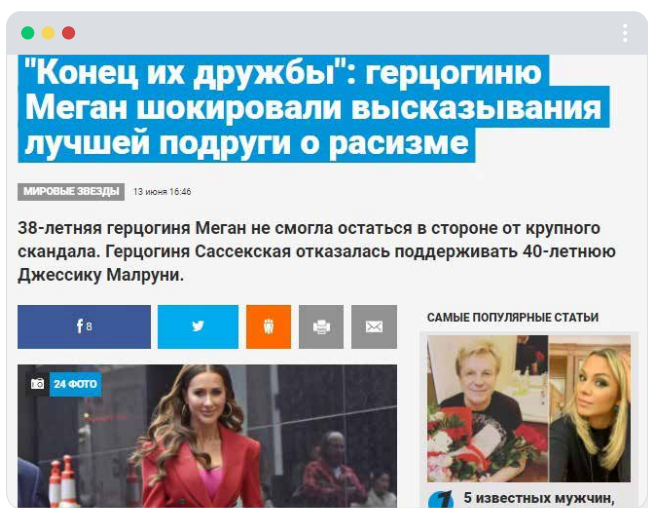 "Конец их дружбы": герцогиню
Меган шокировали высказывания
лучшей подруги о расизме
МИРОВЫЕ ЗВЕЗДЫ 13 июня 16:46
38-летняя герцогиня Меган не смогла остаться в стороне от крупного
скандала. Герцогиня Сассекская отказалась поддерживать 40-летнюю
Джессику Малруни.
8
САМЫЕ ПОПУЛЯРНЫЕ СТАТЬИ
24 ФОТО
1
5 известных мужчин,